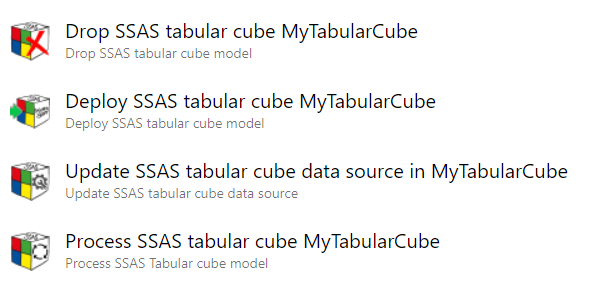 Drop SSAS tabular cube MyTabularCube
Drop SSAS tabular cube model
Deploy SSAS tabular cube MyTabularCube
Deploy SSAS tabular cube model
Update SSAS tabular cube data source in MyTabularCube
Update SSAS tabular cube data source
Process SSAS tabular cube MyTabularCube
Process SSAS Tabular cube model